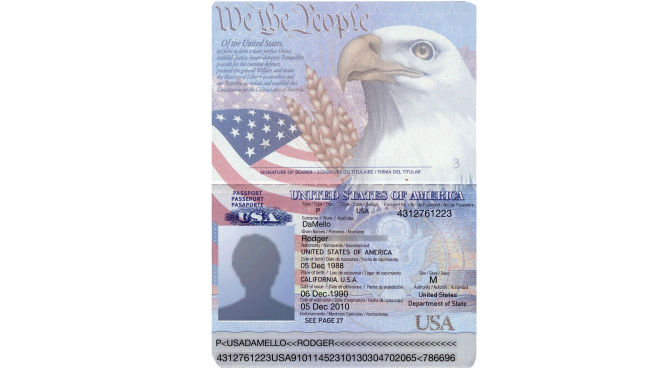 We The People
Of the United States,
in Order to form a more perfect Union,
establish Justice, insure domestic Tranquility,
provide for the common defence,
promote the general Welfare, and secure
the Blessings of Liberty to ourselves and
our Posterity, do ordain and establish this
Constitution for the United States of America.
SIGNATURE OF BEARER / SIGNATURE DU TITULAIRE / FIRMA DEL TITULAR
3
PASSPORT
PASSEPORT
PASAPORTE
USA
UNITED STATES OF AMERICA
Type / Type / Tipo Code / Code / Codigo Passport No. / No. du Passeport / No. de Pasaporte
P USA 4312761223
Surname / Nom / Apellidos
DaMello
Given Names / Prénoms / Nombres
Rodger
Nationality / Nationalité / Nacionalidad
UNITED STATES OF AMERICA
Date of birth / Date de naissance / Fecha de nacimiento
05 Dec 1988
Place of birth / Lieu de naissance / Lugar de nacimiento Sex / Sexe / Sexo
CALIFORNIA, U.S.A. M
Date of issue / Date de délivrance / Fecha de expedición Authority / Autorité / Autoridad
06 Dec 1990 United States
Date of expiration / Date d'expiration / Fecha de caducidad Department of State
05 Dec 2010
Endorsements / Mentions Spéciales / Anotaciones
SEE PAGE 27
USA
P<USADAMELLO<<RODGER<<<<<<<<<<<<<<<<<<<<<<<<
4312761223USA9101145231013030470206‌5<786696